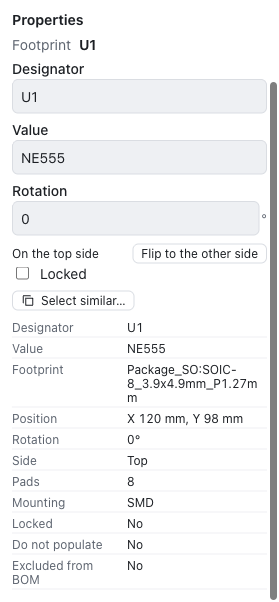 Properties
Footprint U1
Designator
U1
Value
NE555
Rotation
0 °
On the top side Flip to the other side
Locked
Select similar...
Designator U1
Value NE555
Footprint Package_SO:SOIC-
8_3.9x4.9mm_P1.27m
m
Position X 120 mm, Y 98 mm
Rotation 0°
Side Top
Pads 8
Mounting SMD
Locked No
Do not populate No
Excluded from No
BOM